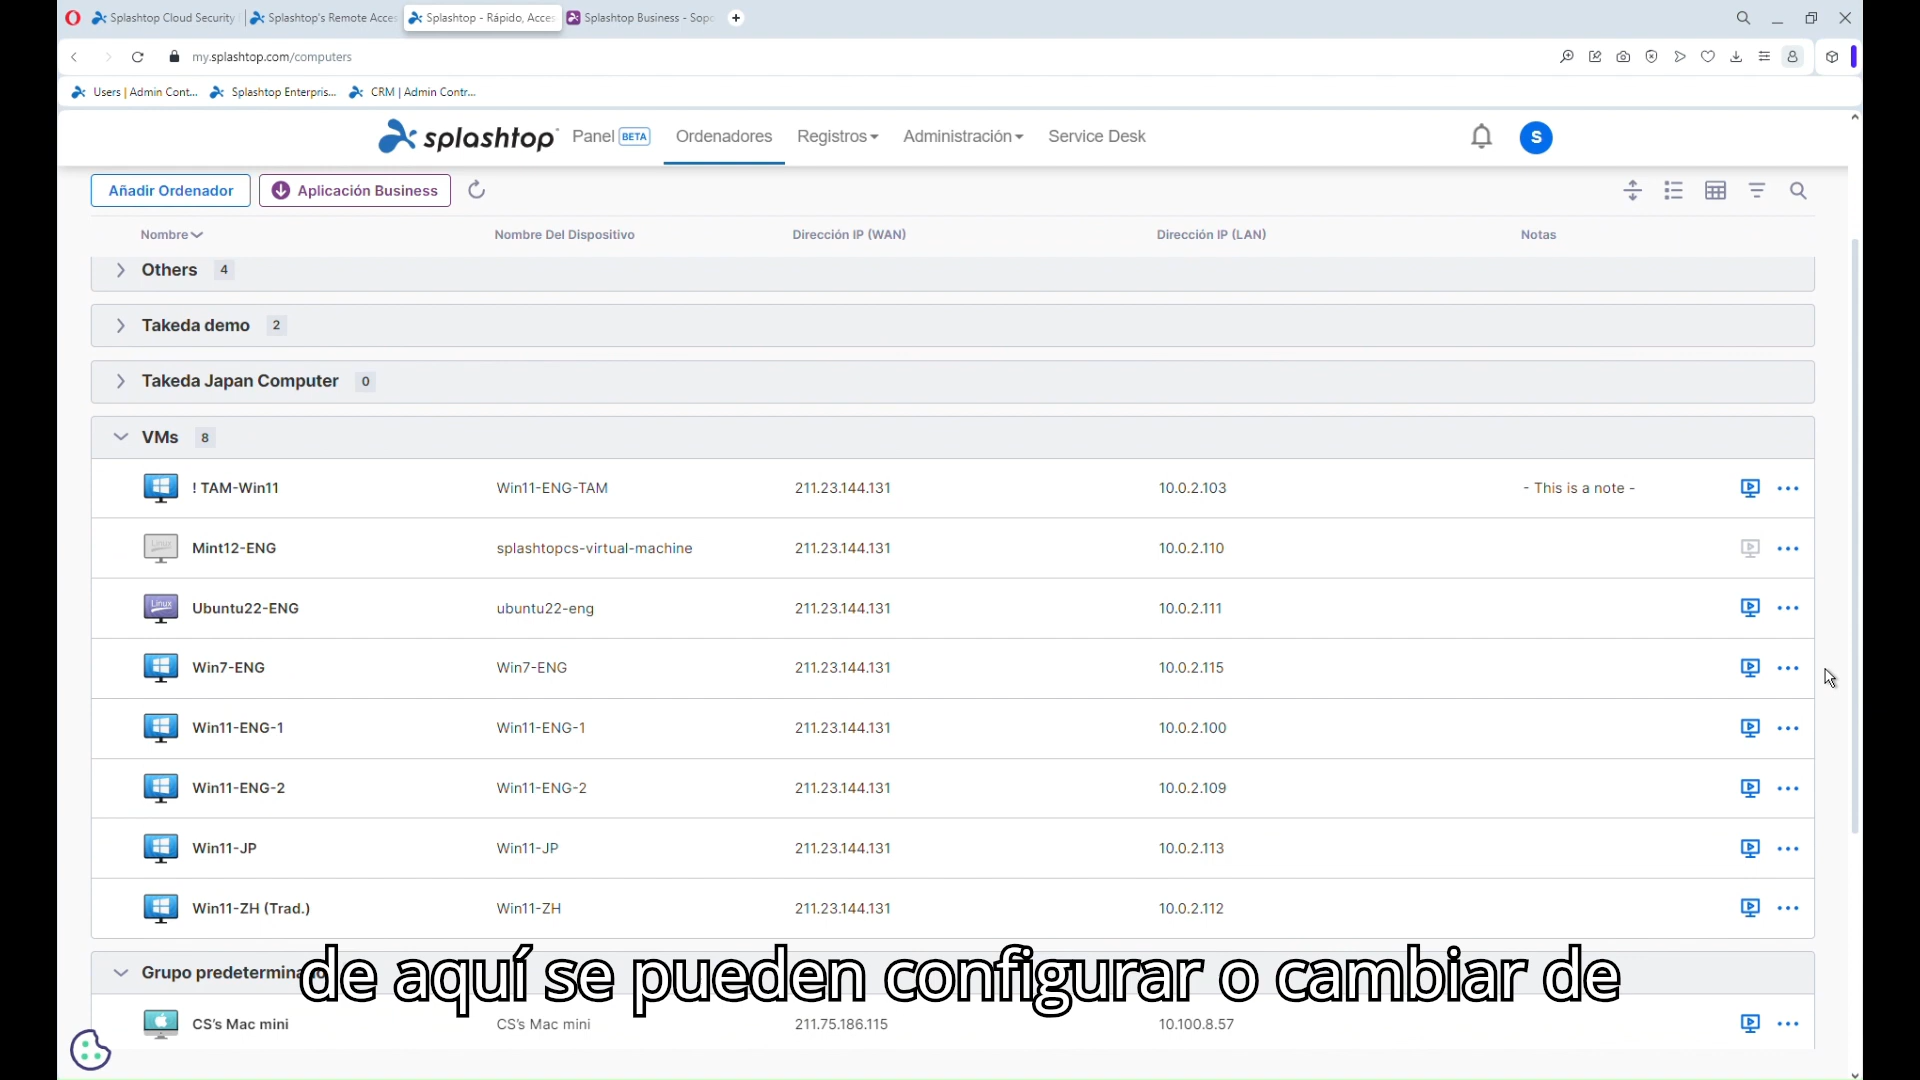 Splashtop Cloud Security
Splashtop's Remote Acce
Splashtop - Rápido, Acces
Splashtop Business - Sopo
my.splashtop.com/computers
Users | Admin Cont...
Splashtop Enterpris...
CRM | Admin Contr...
splashtop
Panel BETA
Ordenadores
Registros
Administración
Service Desk
S
Añadir Ordenador
Aplicación Business
Nombre Nombre Del Dispositivo Dirección IP (WAN) Dirección IP (LAN) Notas
Others 4
Takeda demo 2
Takeda Japan Computer 0
VMs 8
! TAM-Win11 Win11-ENG-TAM 211.23.144.131 10.0.2.103 - This is a note -
Linux Mint12-ENG splashtopcs-virtual-machine 211.23.144.131 10.0.2.110
Linux Ubuntu22-ENG ubuntu22-eng 211.23.144.131 10.0.2.111
Win7-ENG Win7-ENG 211.23.144.131 10.0.2.115
Win11-ENG-1 Win11-ENG-1 211.23.144.131 10.0.2.100
Win11-ENG-2 Win11-ENG-2 211.23.144.131 10.0.2.109
Win11-JP Win11-JP 211.23.144.131 10.0.2.113
Win11-ZH (Trad.) Win11-ZH 211.23.144.131 10.0.2.112
Grupo
de aquí se pueden configurar o cambiar de
CS's Mac mini CS's Mac mini 211.75.186.115 10.100.8.57